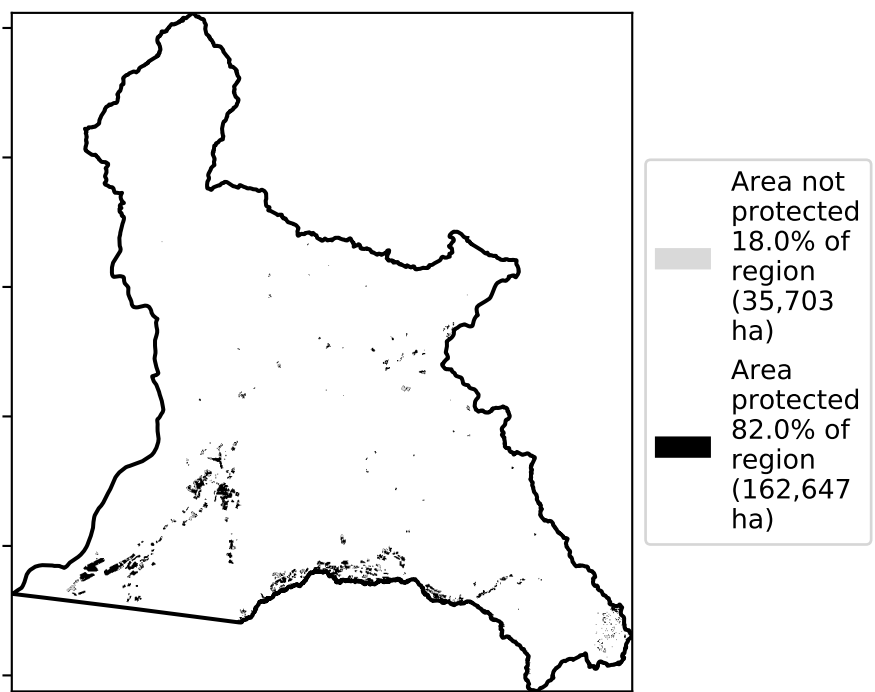 Area not
protected
18.0% of
region
(35,703
ha)
Area
protected
82.0% of
region
(162,647
ha)